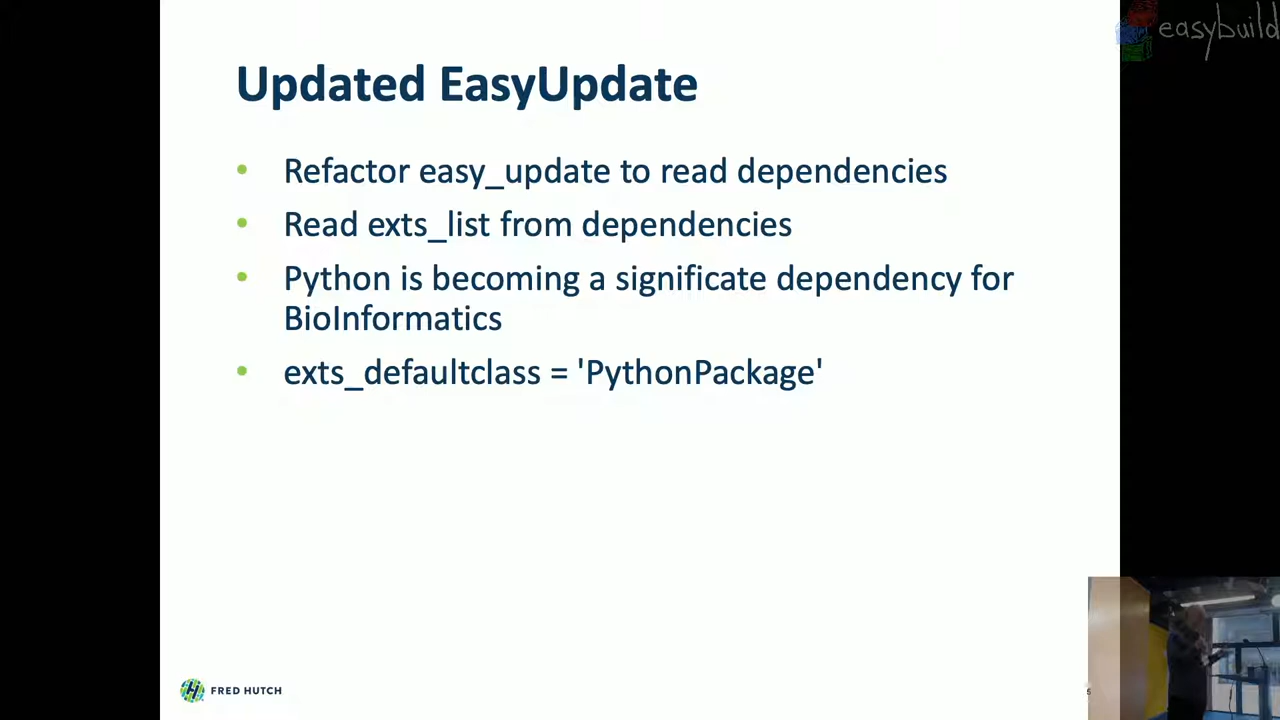 easybuild
Updated EasyUpdate
• Refactor easy_update to read dependencies
• Read exts_list from dependencies
• Python is becoming a significate dependency for
BioInformatics
• exts_defaultclass = 'PythonPackage'
FRED HUTCH